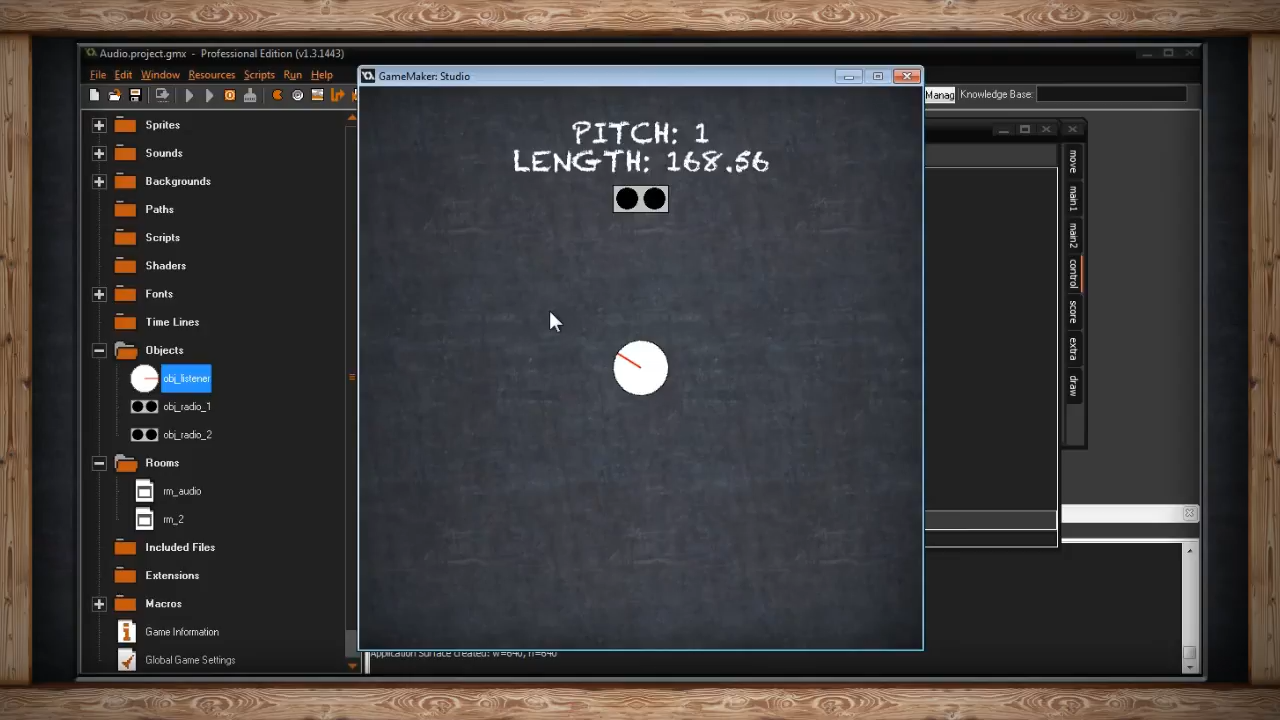 Audio.project.gmx - Professional Edition (v1.3.1443)
File Edit Window Resources Scripts Run Help
Manag Knowledge Base:
GameMaker: Studio
PITCH: 1
LENGTH: 168.56
Sprites
Sounds
Backgrounds
Paths
Scripts
Shaders
Fonts
Time Lines
Objects
obj_listener
obj_radio_1
obj_radio_2
Rooms
rm_audio
rm_2
Included Files
Extensions
Macros
Game Information
Global Game Settings
move
main1
main2
control
score
extra
draw
Application Surface created: w=640, h=640